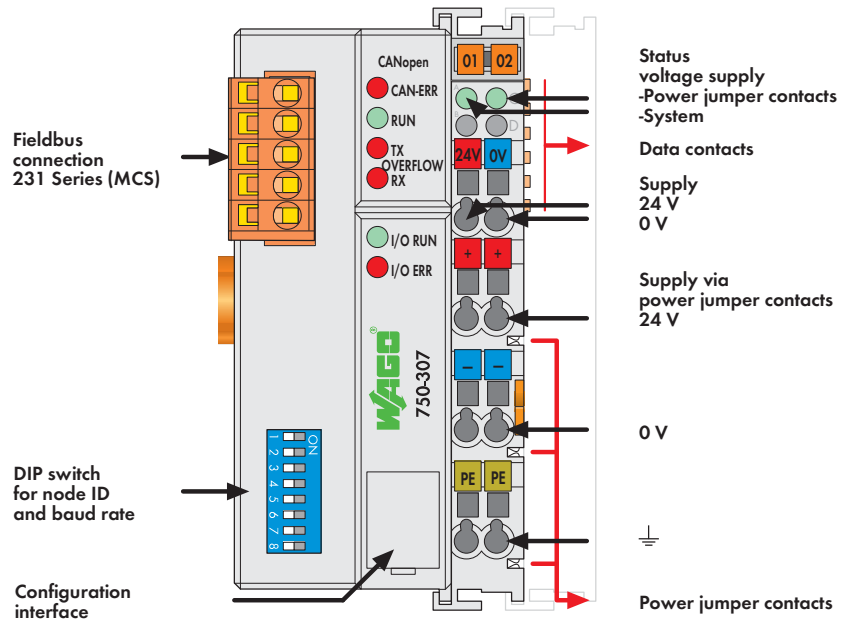 Fieldbus
connection
231 Series (MCS)
DIP switch
for node ID
and baud rate
Configuration
interface
CANopen
CAN-ERR
RUN
TX
OVERFLOW
RX
I/O RUN
I/O ERR
WAGO®
750-307
ON
1
2
3
4
5
6
7
8
01 02
A C
B D
24V 0V
+ +
− −
PE PE
Status
voltage supply
-Power jumper contacts
-System
Data contacts
Supply
24 V
0 V
Supply via
power jumper contacts
24 V
0 V
Power jumper contacts